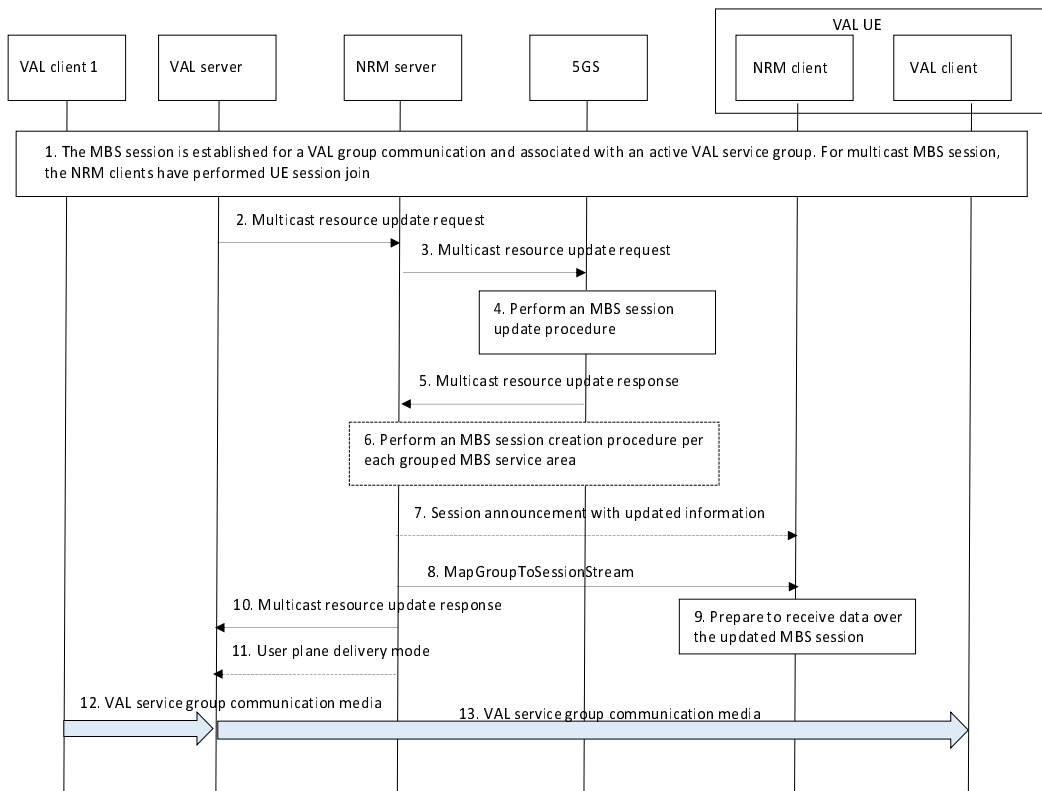 VAL UE
VAL client 1
VAL server
NRM server
5GS
NRM client
VAL client
1. The MBS session is established for a VAL group communication and associated with an active VAL service group. For multicast MBS session,
the NRM clients have performed UE session join
2. Multicast resource update request
3. Multicast resource update request
4. Perform an MBS session
update procedure
5. Multicast resource update response
6. Perform an MBS session creation procedure per
each grouped MBS service area
7. Session announcement with updated information
8. MapGroupToSessionStream
10. Multicast resource update response
9. Prepare to receive data over
the updated MBS session
11. User plane delivery mode
12. VAL service group communication media
13. VAL service group communication media